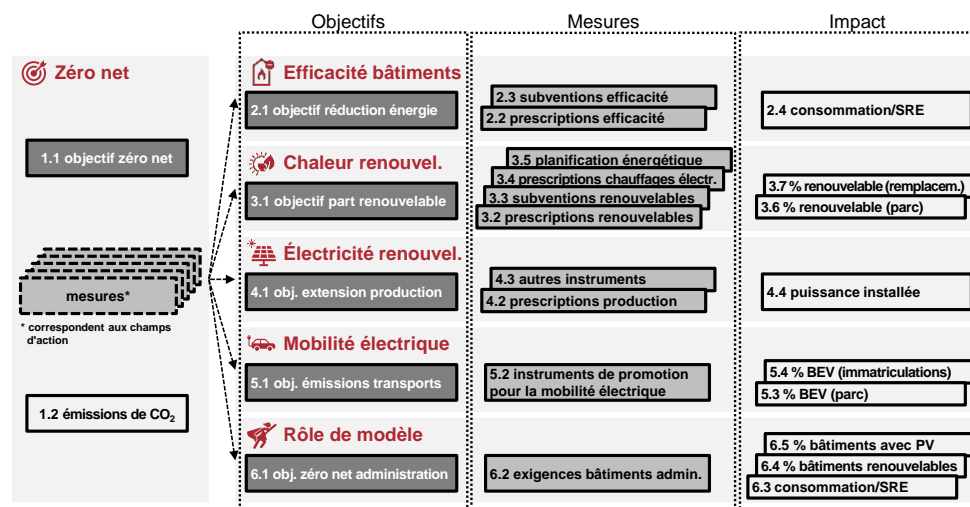 Objectifs
Mesures
Impact
Zéro net
1.1 objectif zéro net
mesures*
* correspondent aux champs
d'action
1.2 émissions de CO₂
Efficacité bâtiments
2.1 objectif réduction énergie
2.3 subventions efficacité
2.2 prescriptions efficacité
2.4 consommation/SRE
Chaleur renouvel.
3.1 objectif part renouvelable
3.5 planification énergétique
3.4 prescriptions chauffages électr.
3.3 subventions renouvelables
3.2 prescriptions renouvelables
3.7 % renouvelable (remplacem.)
3.6 % renouvelable (parc)
Électricité renouvel.
4.1 obj. extension production
4.3 autres instruments
4.2 prescriptions production
4.4 puissance installée
Mobilité électrique
5.1 obj. émissions transports
5.2 instruments de promotion
pour la mobilité électrique
5.4 % BEV (immatriculations)
5.3 % BEV (parc)
Rôle de modèle
6.1 obj. zéro net administration
6.2 exigences bâtiments admin.
6.5 % bâtiments avec PV
6.4 % bâtiments renouvelables
6.3 consommation/SRE